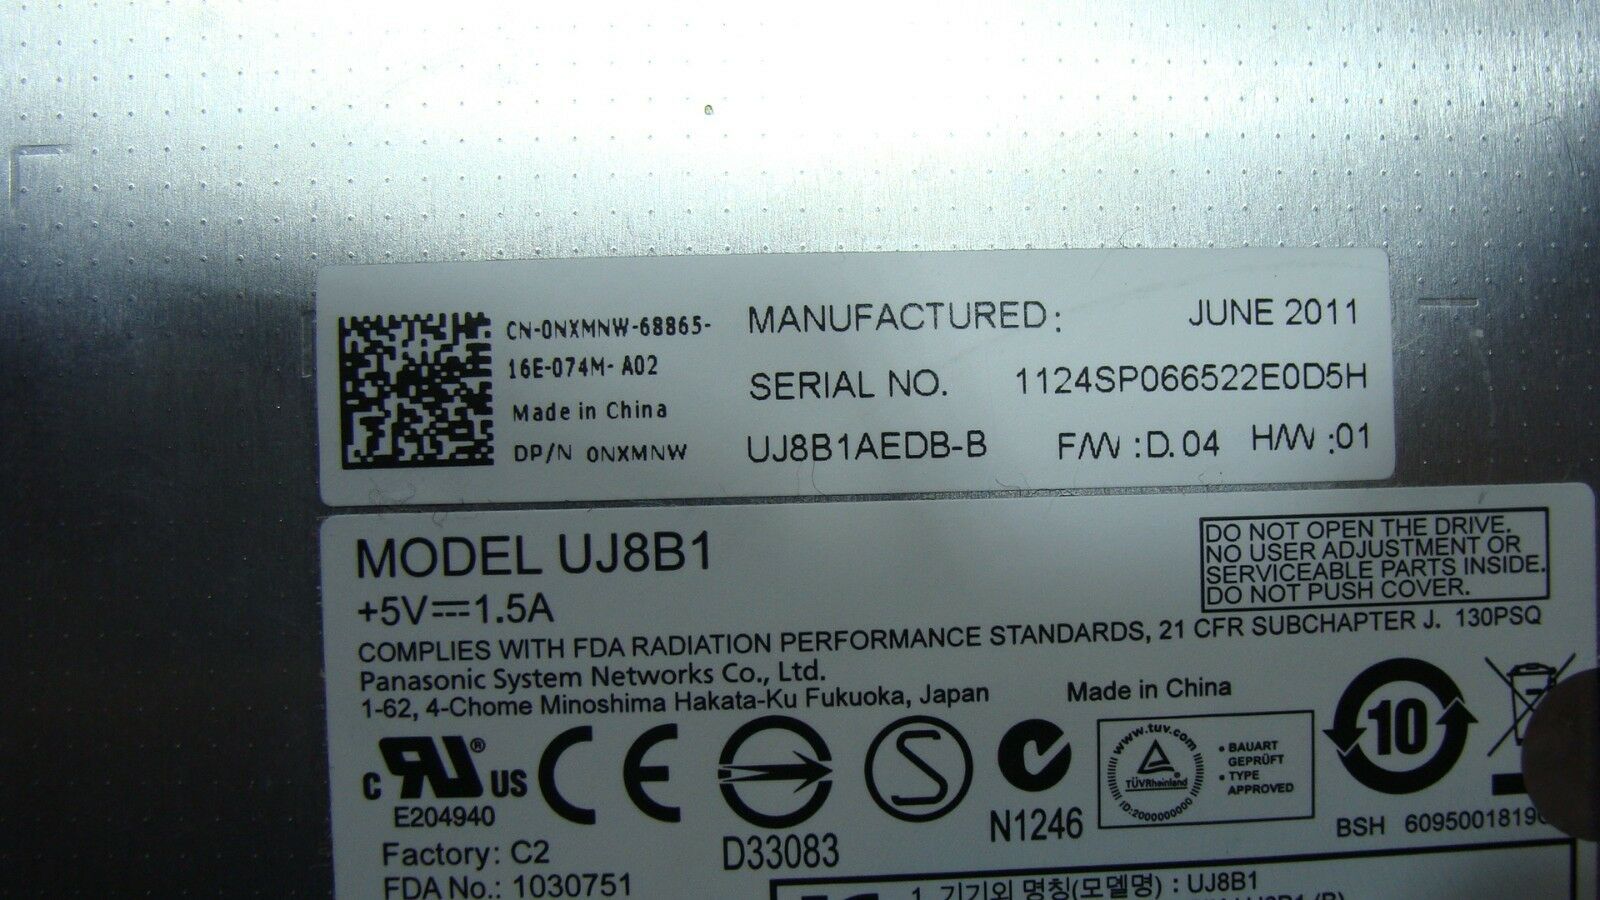 CN-0NXMNW-68865-
16E-074M- A02
Made in China
DP/N 0NXMNW
MANUFACTURED: JUNE 2011
SERIAL NO. 1124SP066522E0D5H
UJ8B1AEDB-B F/W :D.04 H/W :01
MODEL UJ8B1
+5V⎓1.5A
DO NOT OPEN THE DRIVE.
NO USER ADJUSTMENT OR
SERVICEABLE PARTS INSIDE.
DO NOT PUSH COVER.
COMPLIES WITH FDA RADIATION PERFORMANCE STANDARDS, 21 CFR SUBCHAPTER J. 130PSQ
Panasonic System Networks Co., Ltd.
1-62, 4-Chome Minoshima Hakata-Ku Fukuoka, Japan Made in China
c RU® US
E204940
CE
D33083
S
N1246
www.tuv.com
TÜVRheinland
ID:2000000000
• BAUART
GEPRÜFT
• TYPE
APPROVED
10
BSH
Factory: C2
FDA No.: 1030751
1. 기기의 명칭(모델명) : UJ8B1